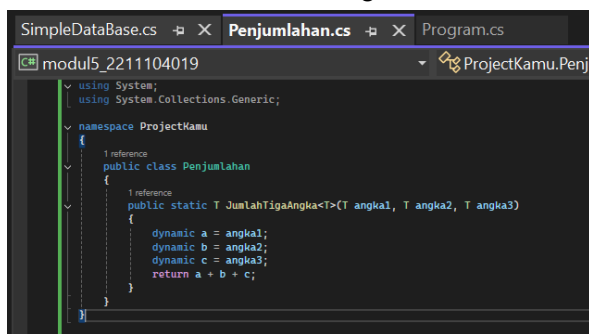 SimpleDataBase.cs Penjumlahan.cs Program.cs
C# modul5_2211104019 ProjectKamu.Penj
using System;
using System.Collections.Generic;
namespace ProjectKamu
{
1 reference
public class Penjumlahan
{
1 reference
public static T JumlahTigaAngka<T>(T angka1, T angka2, T angka3)
{
dynamic a = angka1;
dynamic b = angka2;
dynamic c = angka3;
return a + b + c;
}
}
}